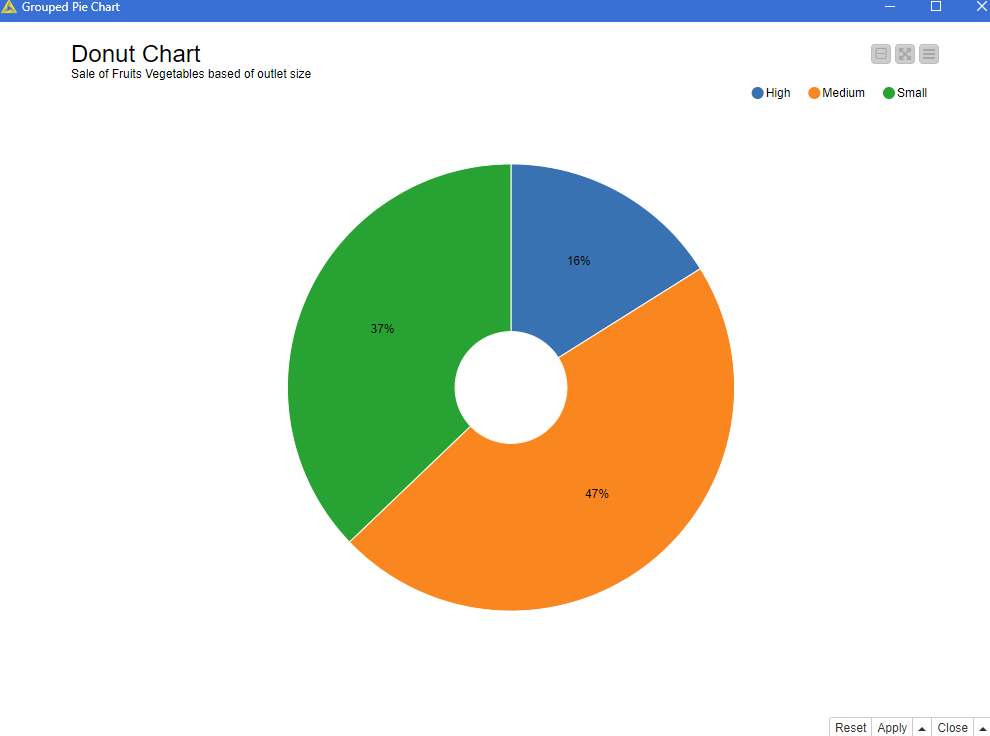 Grouped Pie Chart
Donut Chart
Sale of Fruits Vegetables based of outlet size
High Medium Small
16%
37%
47%
Reset Apply Close